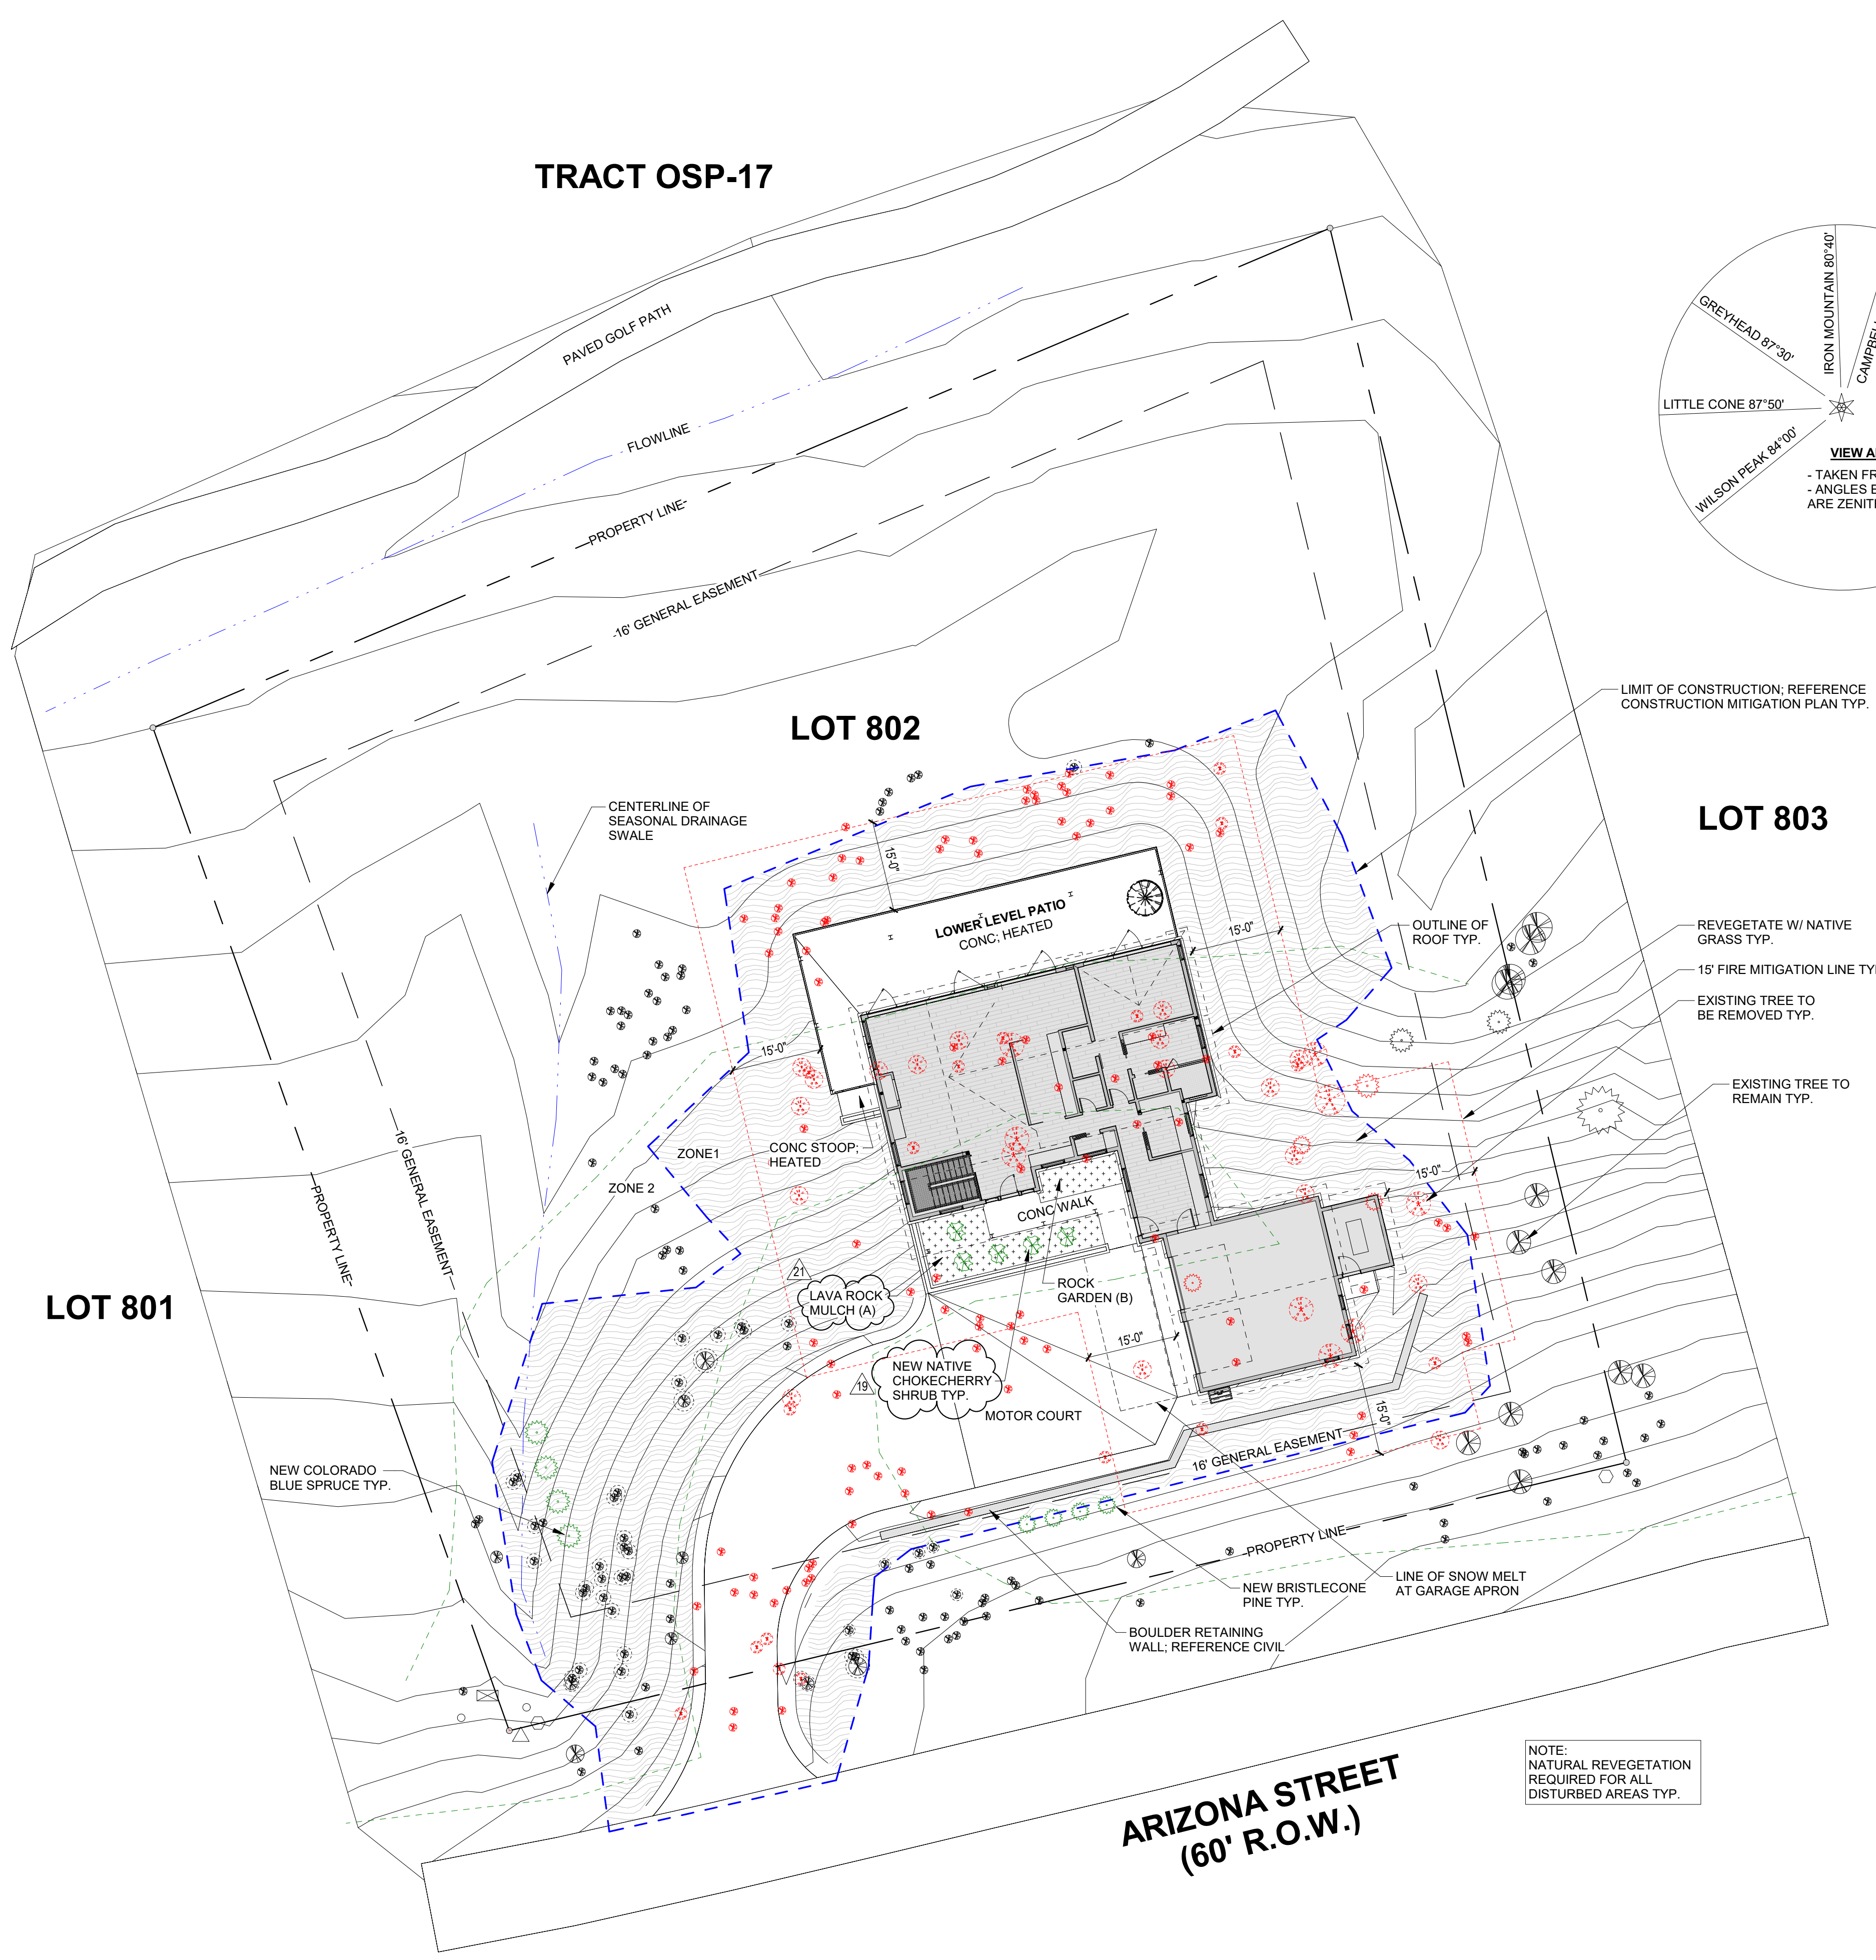 TRACT OSP-17
PAVED GOLF PATH
FLOWLINE
PROPERTY LINE
16' GENERAL EASEMENT
IRON MOUNTAIN 80°40'
GREYHEAD 87°30'
LITTLE CONE 87°50'
WILSON PEAK 84°00'
- TAKEN
- ANGLES
LIMIT OF CONSTRUCTION; REFERENCE
CONSTRUCTION MITIGATION PLAN TYP.
LOT 802
CENTERLINE OF
SEASONAL DRAINAGE
SWALE
LOT 803
15'-0"
LOWER LEVEL PATIO
CONC; HEATED
15'-0"
OUTLINE OF
ROOF TYP.
REVEGETATE W/ NATIVE
GRASS TYP.
15' FIRE MITIGATION LINE
EXISTING TREE TO
BE REMOVED TYP.
15'-0"
EXISTING TREE TO
REMAIN TYP.
ZONE1
CONC STOOP;
HEATED
ZONE 2
16' GENERAL EASEMENT
PROPERTY LINE
15'-0"
CONC WALK
21
LAVA ROCK
MULCH (A)
ROCK
GARDEN (B)
LOT 801
15'-0"
19
NEW NATIVE
CHOKECHERRY
SHRUB TYP.
MOTOR COURT
15'-0"
16' GENERAL EASEMENT
NEW COLORADO
BLUE SPRUCE TYP.
PROPERTY LINE
NEW BRISTLECONE
PINE TYP.
LINE OF SNOW MELT
AT GARAGE APRON
BOULDER RETAINING
WALL; REFERENCE CIVIL
NOTE:
NATURAL REVEGETATION
REQUIRED FOR ALL
DISTURBED AREAS TYP.
ARIZONA STREET
(60' R.O.W.)